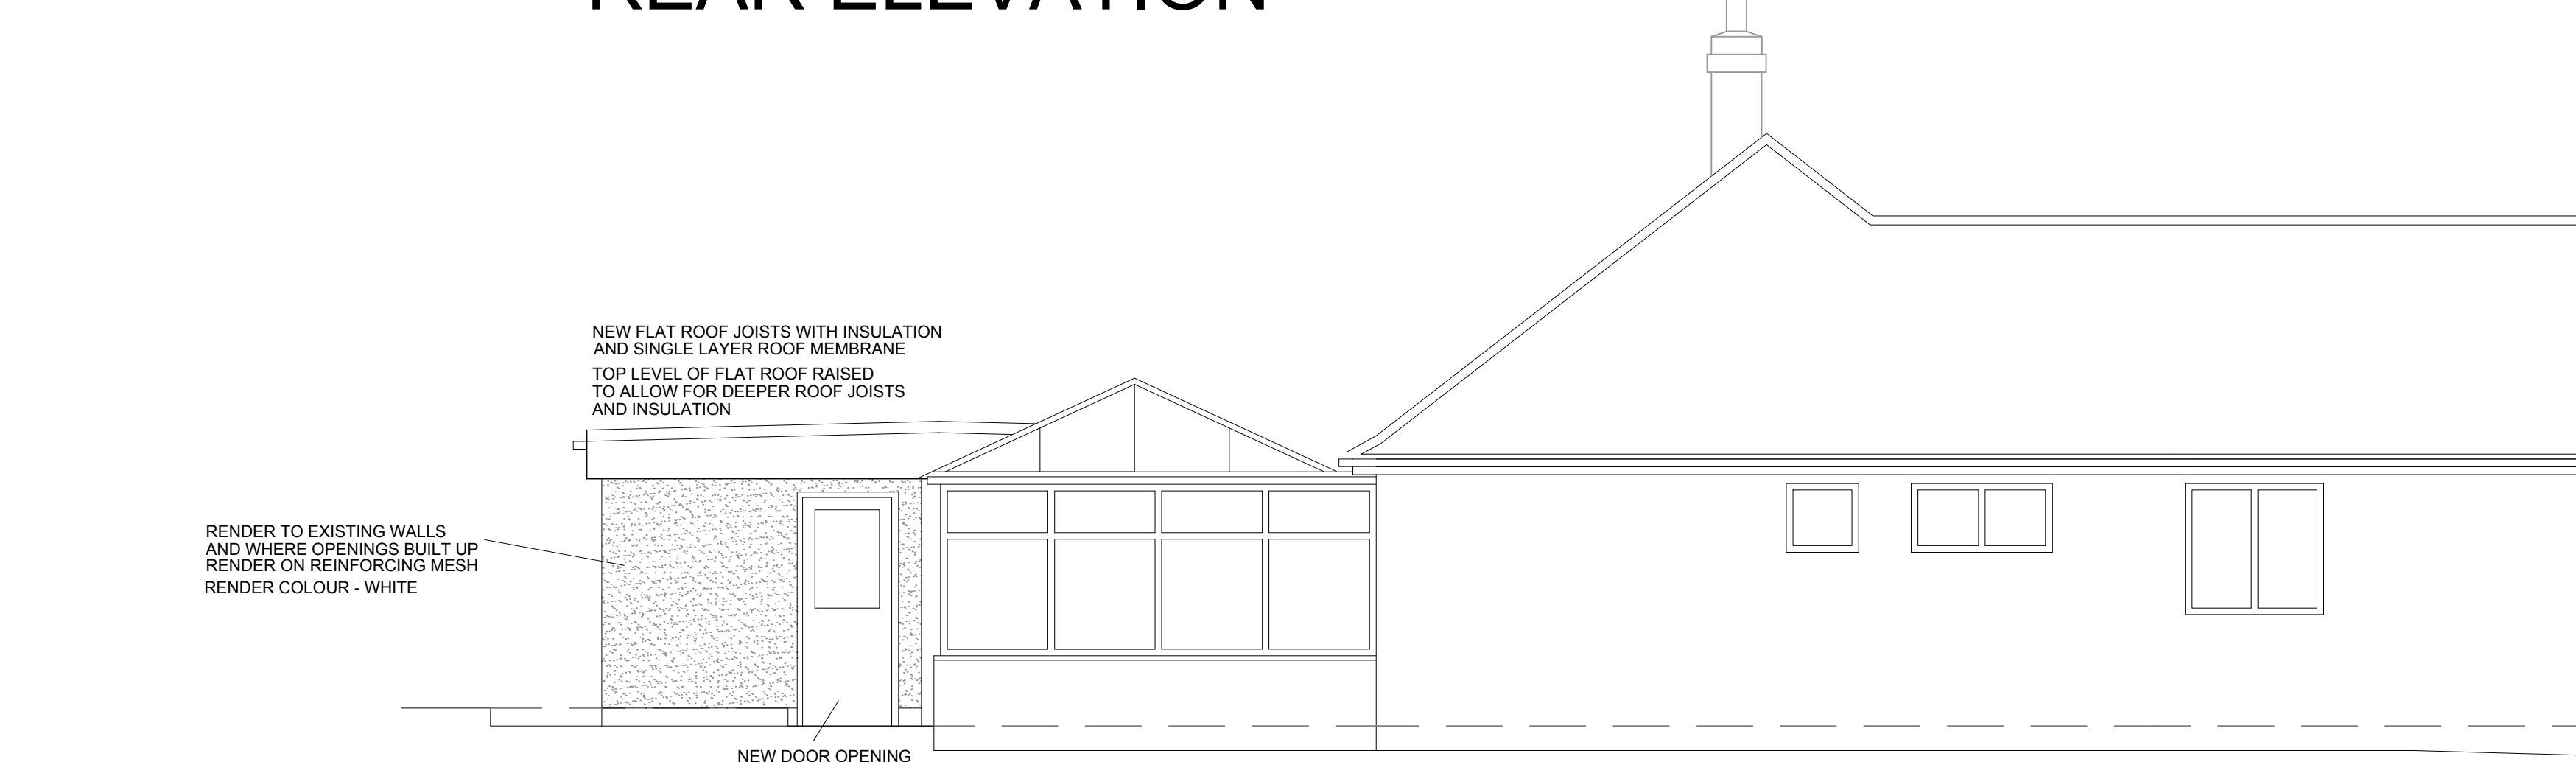 REAR ELEVATION
NEW FLAT ROOF JOISTS WITH INSULATION
AND SINGLE LAYER ROOF MEMBRANE
TOP LEVEL OF FLAT ROOF RAISED
TO ALLOW FOR DEEPER ROOF JOISTS
AND INSULATION
RENDER TO EXISTING WALLS
AND WHERE OPENINGS BUILT UP
RENDER ON REINFORCING MESH
RENDER COLOUR - WHITE
NEW DOOR OPENING